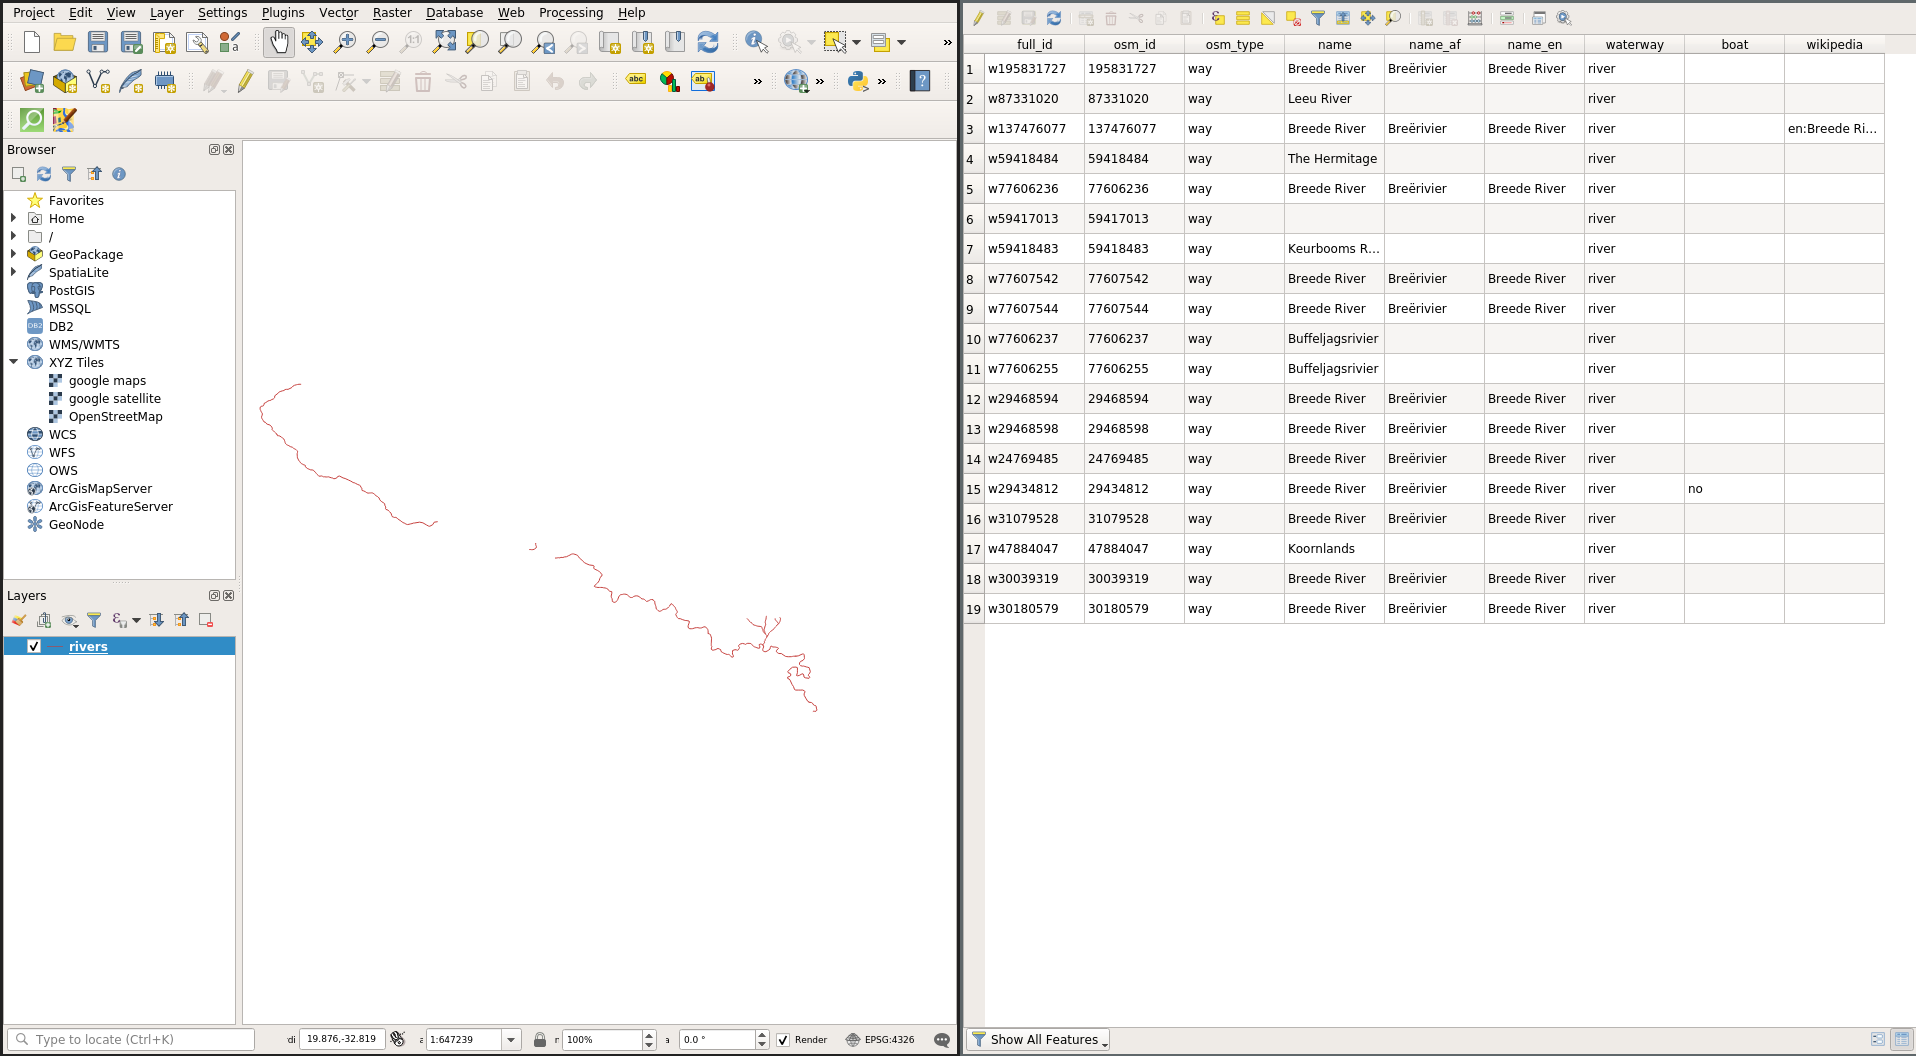 Project Edit View Layer Settings Plugins Vector Raster Database Web Processing Help
»
abc
ab
» » »
Browser
Favorites
Home
/
GeoPackage
SpatiaLite
PostGIS
MSSQL
DB2 DB2
WMS/WMTS
XYZ Tiles
google maps
google satellite
OpenStreetMap
WCS
WFS
OWS
ArcGisMapServer
ArcGisFeatureServer
GeoNode
Layers
rivers
Type to locate (Ctrl+K) 19.876,-32.819 1:647239 100% 0.0 ° Render EPSG:4326
full_id osm_id osm_type name name_af name_en waterway boat wikipedia
1 w195831727 195831727 way Breede River Breërivier Breede River river
2 w87331020 87331020 way Leeu River river
3 w137476077 137476077 way Breede River Breërivier Breede River river en:Breede Ri...
4 w59418484 59418484 way The Hermitage river
5 w77606236 77606236 way Breede River Breërivier Breede River river
6 w59417013 59417013 way river
7 w59418483 59418483 way Keurbooms R... river
8 w77607542 77607542 way Breede River Breërivier Breede River river
9 w77607544 77607544 way Breede River Breërivier Breede River river
10 w77606237 77606237 way Buffeljagsrivier river
11 w77606255 77606255 way Buffeljagsrivier river
12 w29468594 29468594 way Breede River Breërivier Breede River river
13 w29468598 29468598 way Breede River Breërivier Breede River river
14 w24769485 24769485 way Breede River Breërivier Breede River river
15 w29434812 29434812 way Breede River Breërivier Breede River river no
16 w31079528 31079528 way Breede River Breërivier Breede River river
17 w47884047 47884047 way Koornlands river
18 w30039319 30039319 way Breede River Breërivier Breede River river
19 w30180579 30180579 way Breede River Breërivier Breede River river
Show All Features